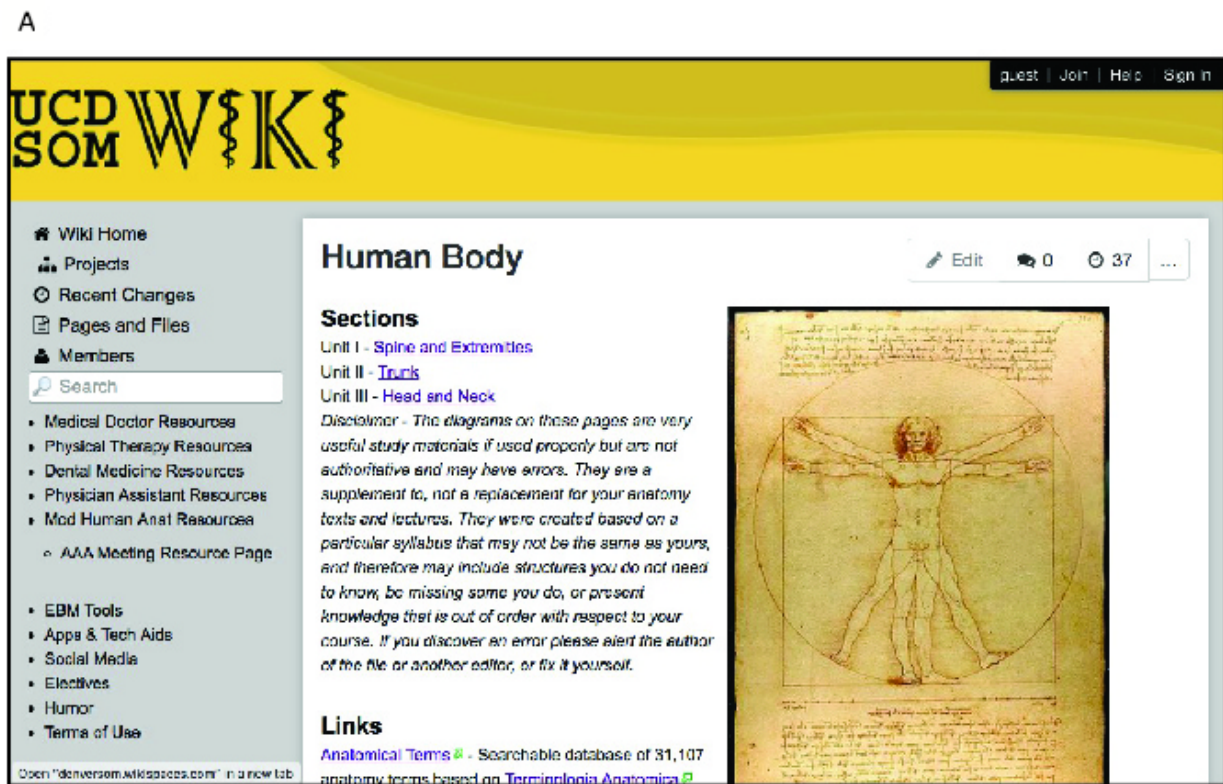 A
guest | Join | Help | Sign In
UCD
SOM WIKI
Wiki Home
Projects
Recent Changes
Pages and Files
Members
Search
Medical Doctor Resources
Physical Therapy Resources
Dental Medicine Resources
Physician Assistant Resources
Mod Human Anat Resources
AAA Meeting Resource Page
EBM Tools
Apps & Tech Aids
Social Media
Electives
Humor
Terms of Use
Open "denversom.wikispaces.com" in a new tab
Human Body
Edit 0 37 ...
Sections
Unit I - Spine and Extremities
Unit II - Trunk
Unit III - Head and Neck
Disclaimer - The diagrams on these pages are very
useful study materials if used properly but are not
authoritative and may have errors. They are a
supplement to, not a replacement for your anatomy
texts and lectures. They were created based on a
particular syllabus that may not be the same as yours,
and therefore may include structures you do not need
to know, be missing some you do, or present
knowledge that is out of order with respect to your
course. If you discover an error please alert the author
of the file or another editor, or fix it yourself.
Links
Anatomical Terms - Searchable database of 31,107
anatomy terms based on Terminologia Anatomica